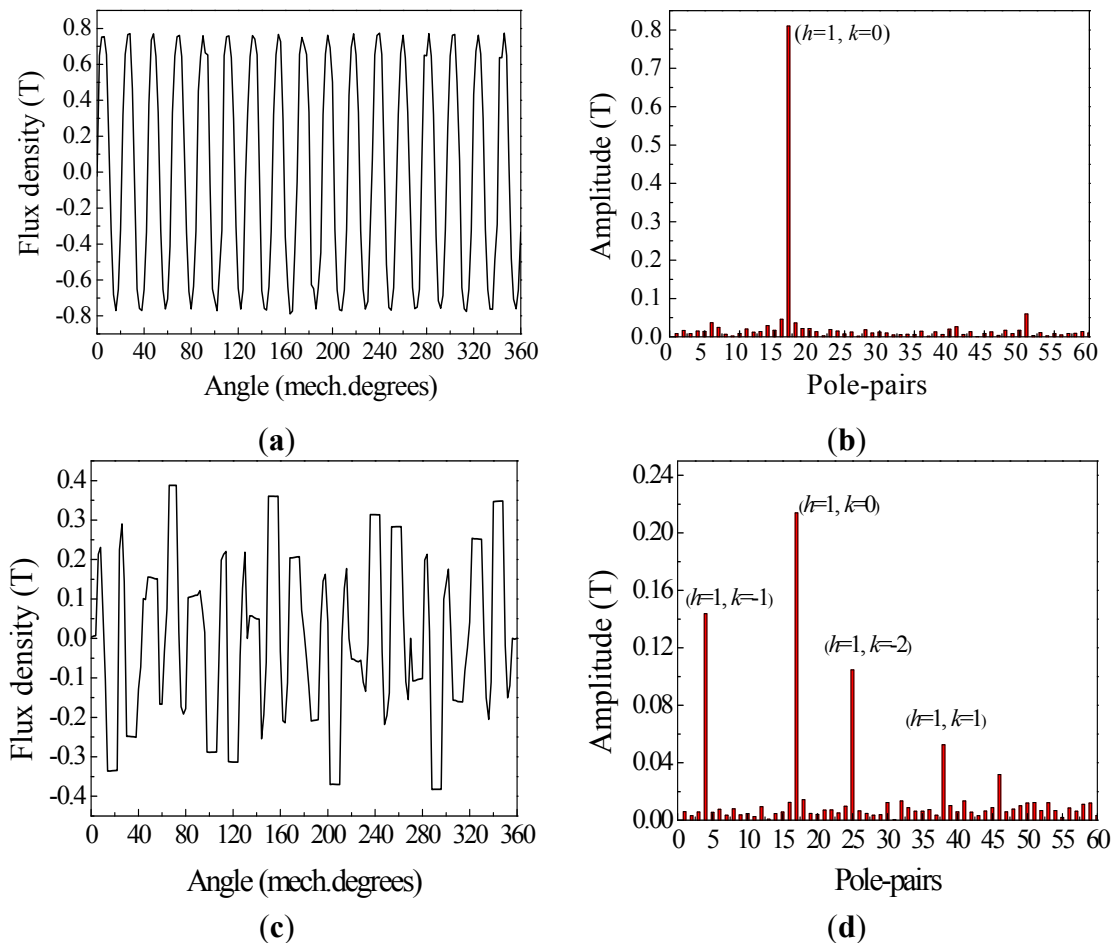 0.8
0.6
0.4
0.2
0.0
-0.2
-0.4
-0.6
-0.8
Flux density (T)
0 40 80 120 160 200 240 280 320 360
Angle (mech.degrees)
(a)
0.8
0.7
0.6
0.5
0.4
0.3
0.2
0.1
0.0
Amplitude (T)
(h=1, k=0)
0 5 10 15 20 25 30 35 40 45 50 55 60
Pole-pairs
(b)
0.4
0.3
0.2
0.1
0.0
-0.1
-0.2
-0.3
-0.4
Flux density (T)
0 40 80 120 160 200 240 280 320 360
Angle (mech.degrees)
(c)
0.24
0.20
0.16
0.12
0.08
0.04
0.00
Amplitude (T)
(h=1, k=0)
(h=1, k=-1)
(h=1, k=-2)
(h=1, k=1)
0 5 10 15 20 25 30 35 40 45 50 55 60
Pole-pairs
(d)